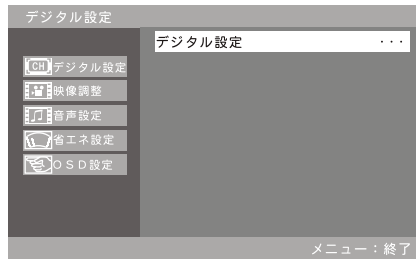 デジタル設定
デジタル設定 ···
CH デジタル設定
映像調整
音声設定
省エネ設定
OSD設定
メニュー：終了